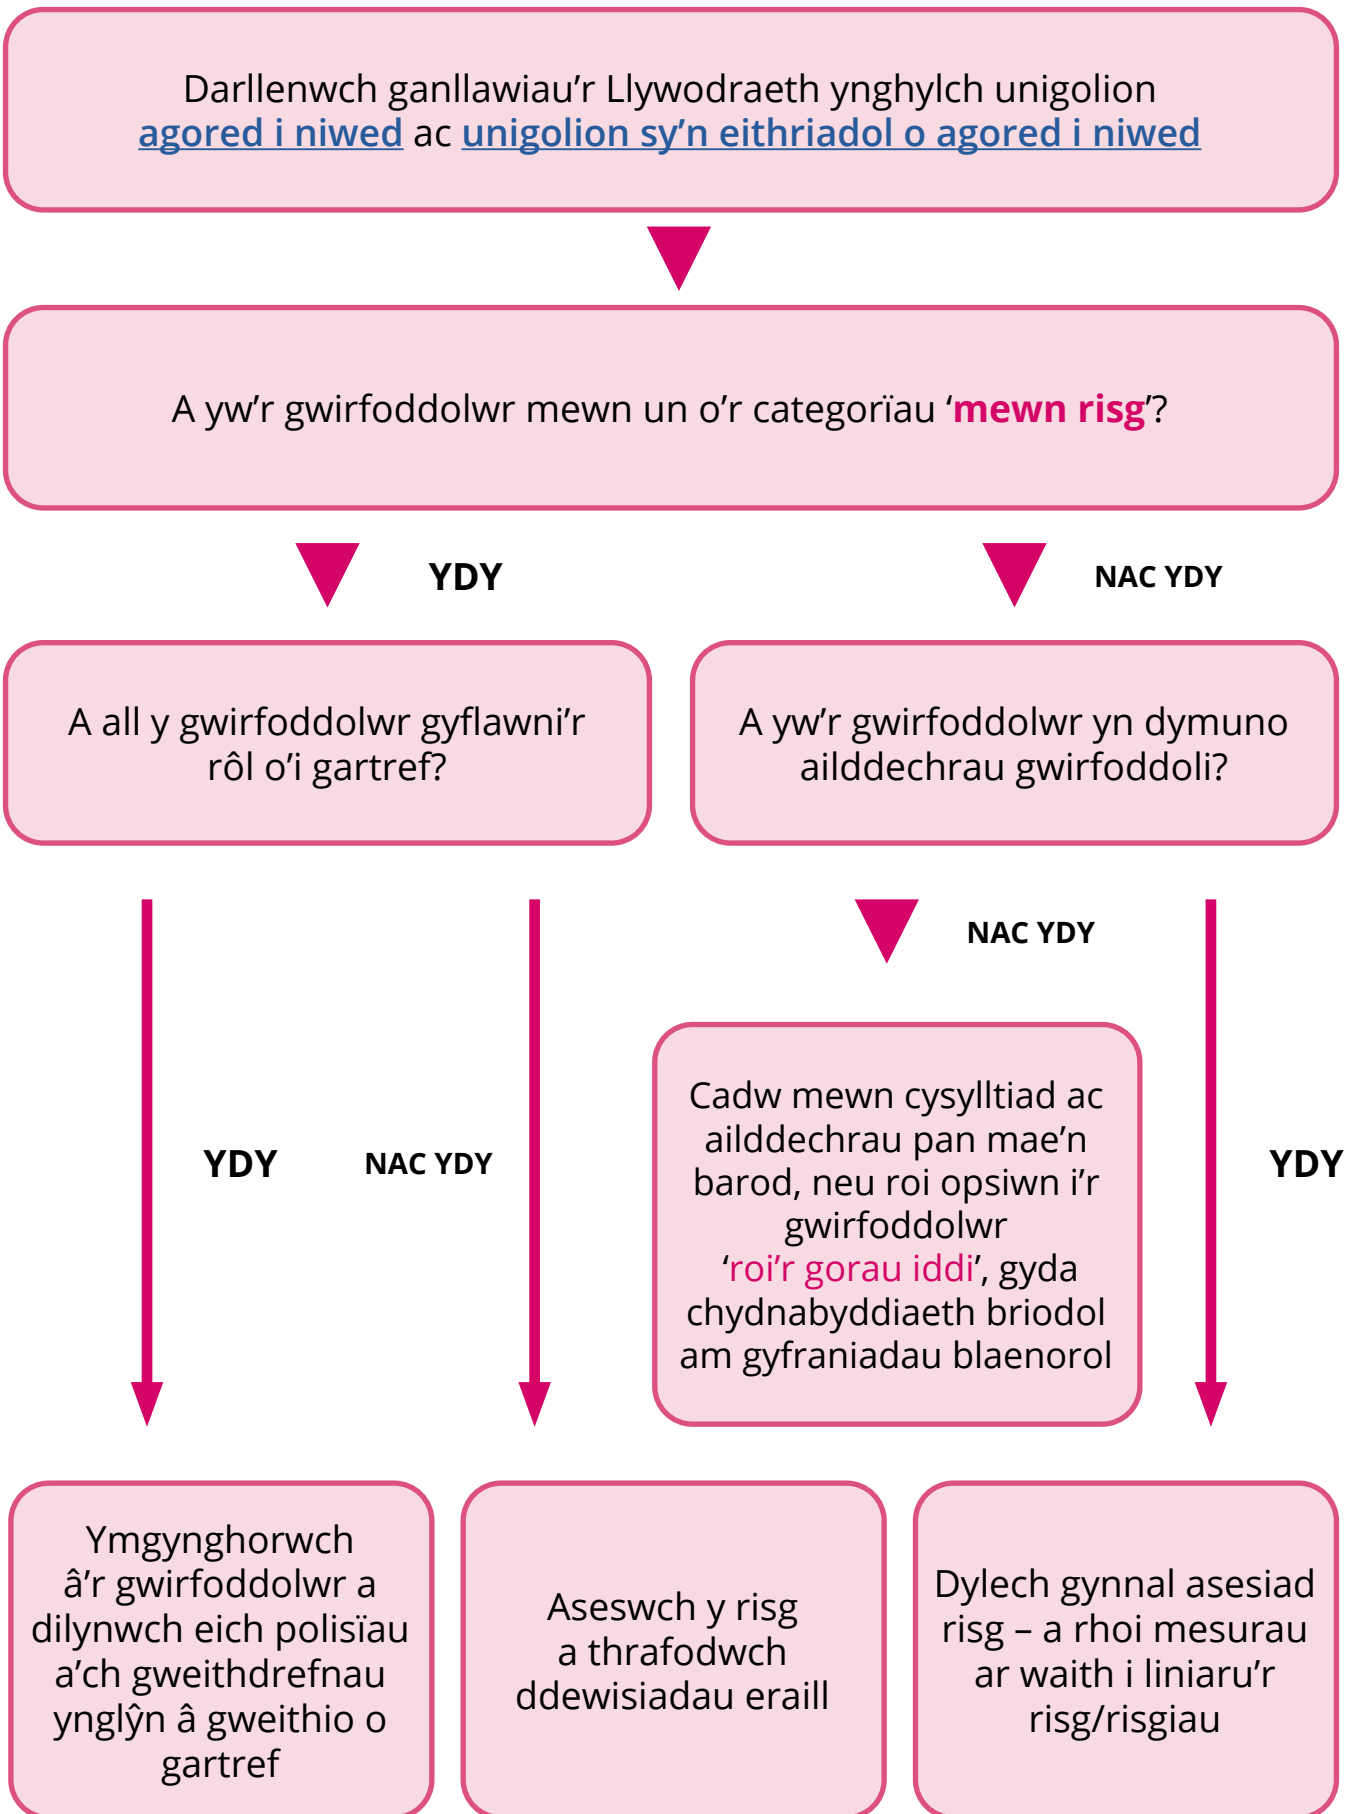 Darllenwch ganllawiau'r Llywodraeth ynghylch unigolion
agored i niwed ac unigolion sy'n eithriadol o agored i niwed
A yw'r gwirfoddolwr mewn un o'r categorïau ‘mewn risg’?
YDY
NAC YDY
A all y gwirfoddolwr gyflawni’r
rôl o’i gartref?
A yw'r gwirfoddolwr yn dymuno
ailddechrau gwirfoddoli?
NAC YDY
Cadw mewn cysylltiad ac
ailddechrau pan mae’n
barod, neu roi opsiwn i’r
gwirfoddolwr
‘roi’r gorau iddi’, gyda
chydnabyddiaeth briodol
am gyfraniadau blaenorol
YDY
NAC YDY
YDY
Ymgynghorwch
â’r gwirfoddolwr a
dilynwch eich polisïau
a’ch gweithdrefnau
ynglŷn â gweithio o
gartref
Aseswch y risg
a thrafodwch
ddewisiadau eraill
Dylech gynnal asesiad
risg – a rhoi mesurau
ar waith i liniaru’r
risg/risgiau